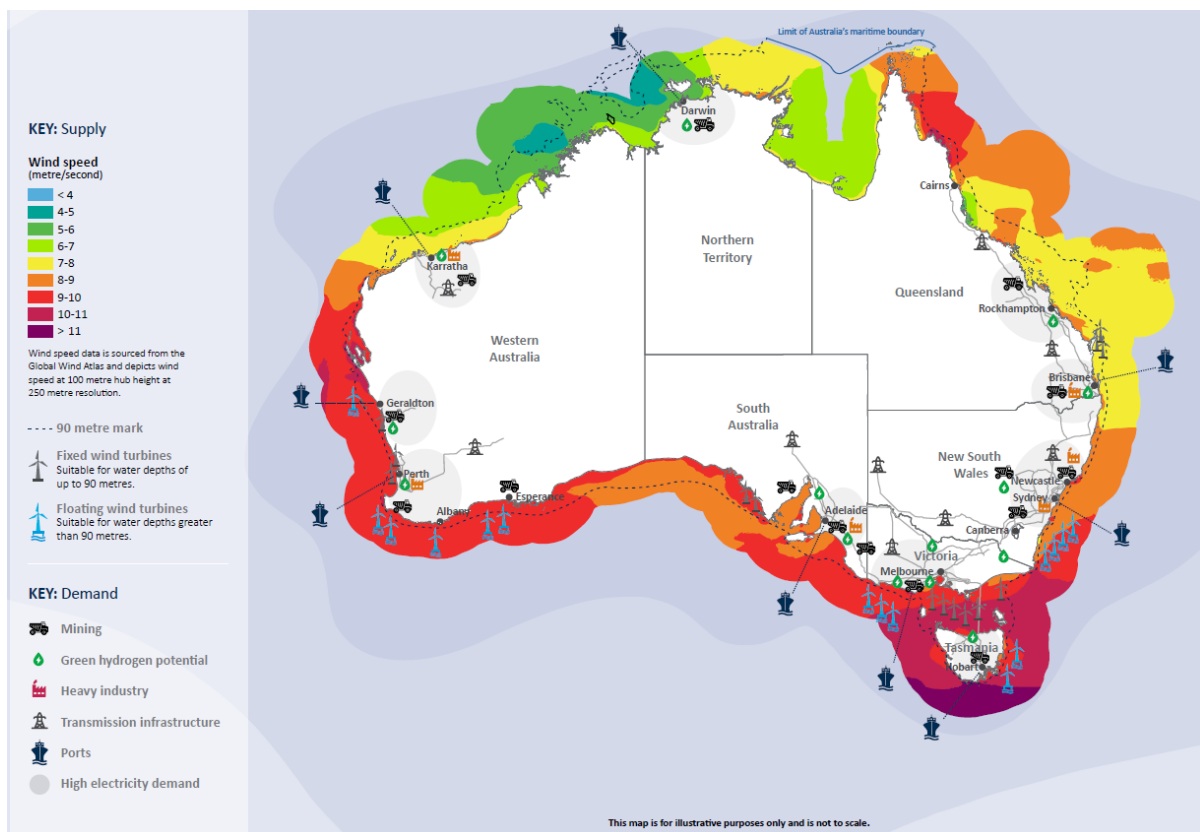 Limit of Australia's maritime boundary
KEY: Supply
Wind speed
(metre/second)
< 4
4-5
5-6
6-7
7-8
8-9
9-10
10-11
> 11
Wind speed data is sourced from the
Global Wind Atlas and depicts wind
speed at 100 metre hub height at
250 metre resolution.
90 metre mark
Fixed wind turbines
Suitable for water depths of
up to 90 metres.
Floating wind turbines
Suitable for water depths greater
than 90 metres.
KEY: Demand
Mining
Green hydrogen potential
Heavy industry
Transmission infrastructure
Ports
High electricity demand
Darwin
Cairns
Northern
Territory
Karratha
Queensland
Rockhampton
Western
Australia
Brisbane
Geraldton
South
Australia
New South
Wales
Perth
Newcastle
Sydney
Esperance
Albany
Adelaide
Canberra
Victoria
Melbourne
Tasmania
Hobart
This map is for illustrative purposes only and is not to scale.